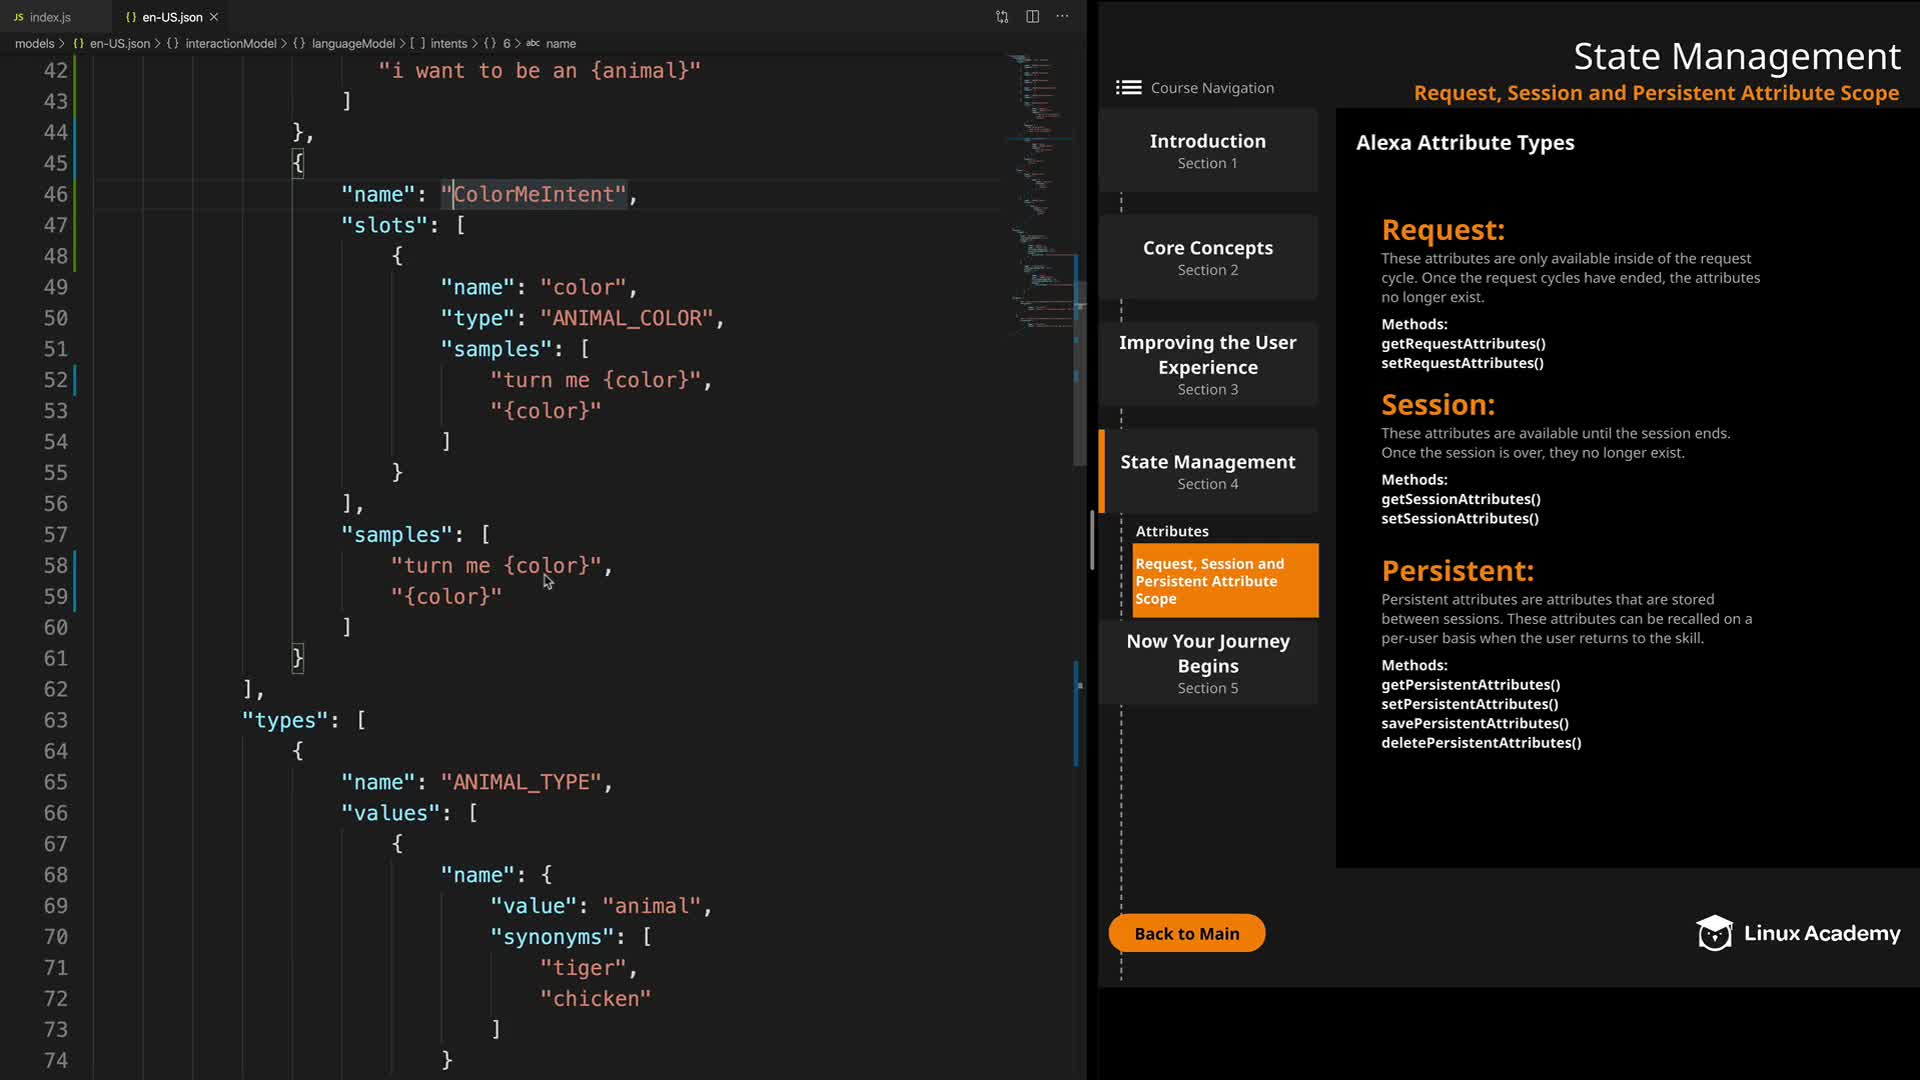 JS index.js
{} en-US.json ×
models > {} en-US.json > {} interactionModel > {} languageModel > [ ] intents > {} 6 > abc name
42 "i want to be an {animal}"
43 ]
44 },
45 {
46 "name": "ColorMeIntent",
47 "slots": [
48 {
49 "name": "color",
50 "type": "ANIMAL_COLOR",
51 "samples": [
52 "turn me {color}",
53 "{color}"
54 ]
55 }
56 ],
57 "samples": [
58 "turn me {color}",
59 "{color}"
60 ]
61 }
62 ],
63 "types": [
64 {
65 "name": "ANIMAL_TYPE",
66 "values": [
67 {
68 "name": {
69 "value": "animal",
70 "synonyms": [
71 "tiger",
72 "chicken"
73 ]
74 }
State Management
Request, Session and Persistent Attribute Scope
Course Navigation
Introduction
Section 1
Core Concepts
Section 2
Improving the User
Experience
Section 3
State Management
Section 4
Attributes
Request, Session and
Persistent Attribute
Scope
Now Your Journey
Begins
Section 5
Back to Main
Alexa Attribute Types
Request:
These attributes are only available inside of the request
cycle. Once the request cycles have ended, the attributes
no longer exist.
Methods:
getRequestAttributes()
setRequestAttributes()
Session:
These attributes are available until the session ends.
Once the session is over, they no longer exist.
Methods:
getSessionAttributes()
setSessionAttributes()
Persistent:
Persistent attributes are attributes that are stored
between sessions. These attributes can be recalled on a
per-user basis when the user returns to the skill.
Methods:
getPersistentAttributes()
setPersistentAttributes()
savePersistentAttributes()
deletePersistentAttributes()
Linux Academy